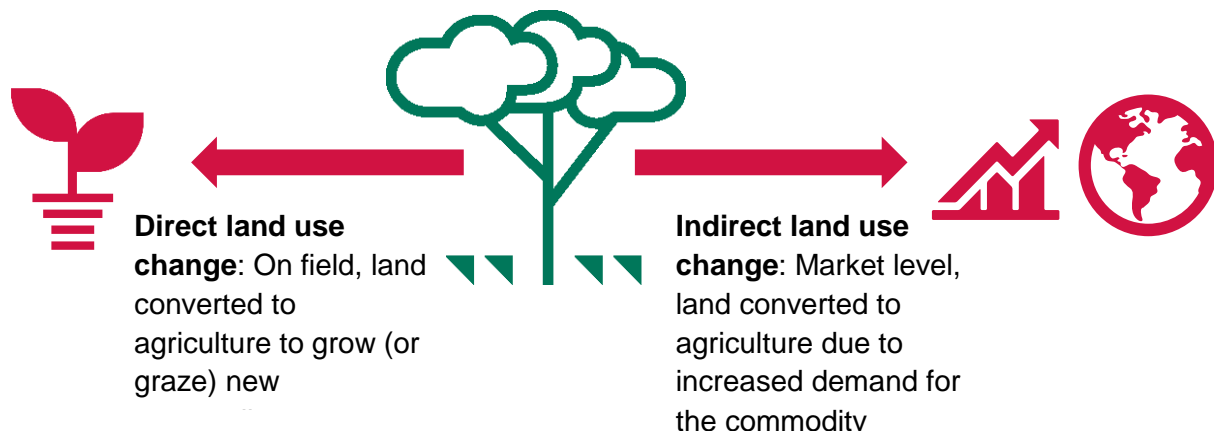 Direct land use
change: On field, land
converted to
agriculture to grow (or
graze) new
Indirect land use
change: Market level,
land converted to
agriculture due to
increased demand for
the commodity